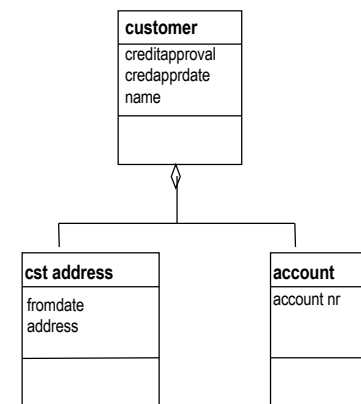 customer
creditapproval
credapprdate
name
cst address
fromdate
address
account
account nr